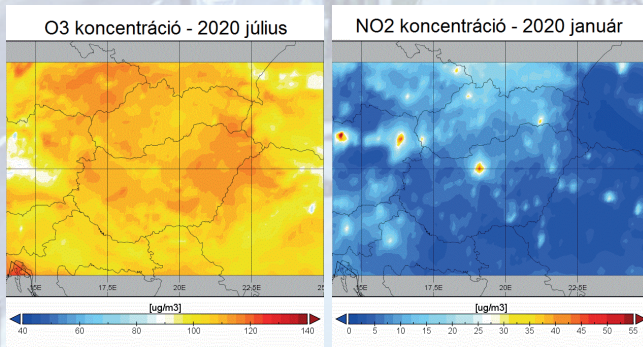 O3 koncentráció - 2020 július
15E 17.5E 20E 22.5E 25
[ug/m3]
40 60 80 100 120 140
NO2 koncentráció - 2020 január
15E 17.5E 20E 22.5E
[ug/m3]
0 5 10 15 20 25 30 35 40 45 50 55